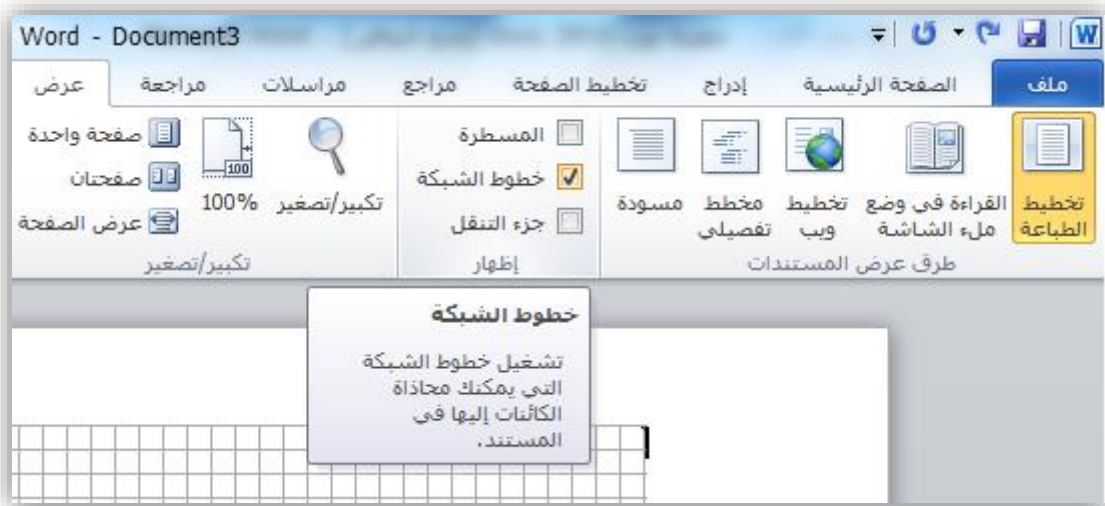 Word - Document3
ملف
الصفحة الرئيسية
إدراج
تخطيط الصفحة
مراجع
مراسلات
مراجعة
عرض
تخطيط
الطباعة
القراءة في وضع
ملء الشاشة
تخطيط
ويب
مخطط
تفصيلي
مسودة
طرق عرض المستندات
المسطرة
خطوط الشبكة
جزء التنقل
إظهار
تكبير/تصغير
100
100%
صفحة واحدة
صفحتان
عرض الصفحة
تكبير/تصغير
خطوط الشبكة
تشغيل خطوط الشبكة
التي يمكنك محاذاة
الكائنات إليها في
المستند.